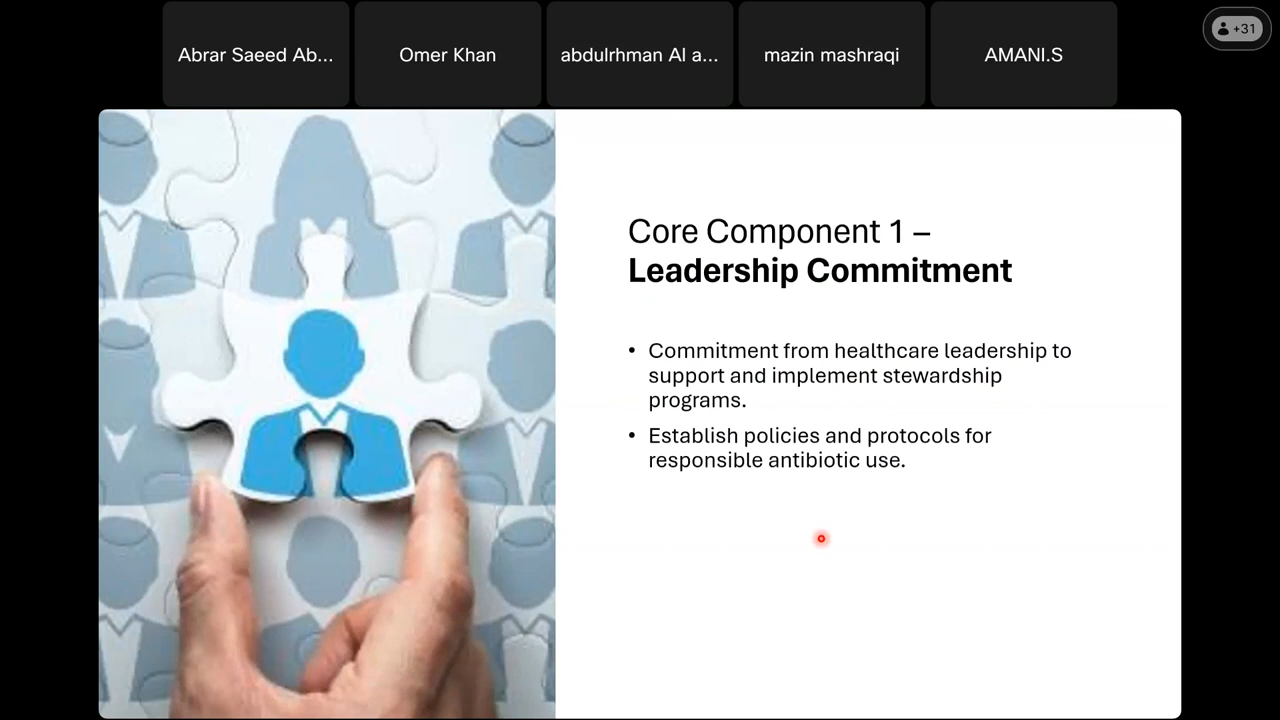 Abrar Saeed Ab...
Omer Khan
abdulrhman Al a...
mazin mashraqi
AMANI.S
+31
Core Component 1 –
Leadership Commitment
• Commitment from healthcare leadership to
support and implement stewardship
programs.
• Establish policies and protocols for
responsible antibiotic use.